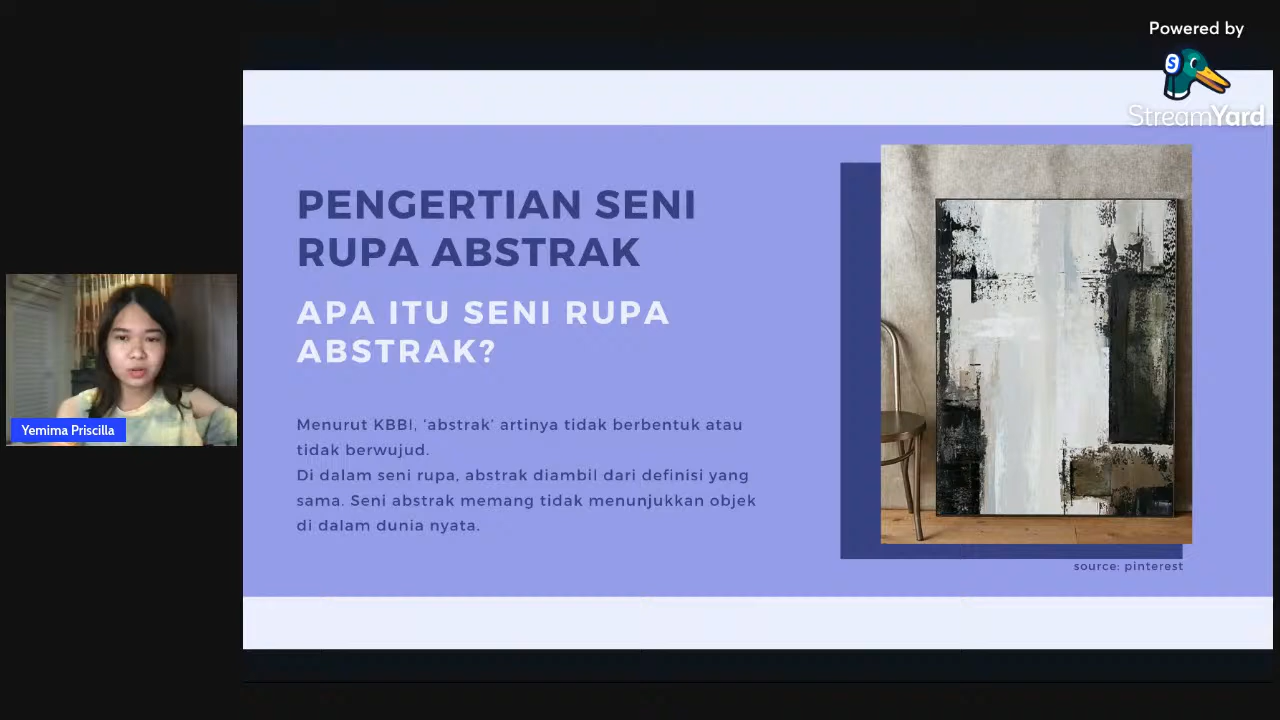 Powered by
StreamYard
PENGERTIAN SENI
RUPA ABSTRAK
APA ITU SENI RUPA
ABSTRAK?
Menurut KBBI, 'abstrak' artinya tidak berbentuk atau
tidak berwujud.
Di dalam seni rupa, abstrak diambil dari definisi yang
sama. Seni abstrak memang tidak menunjukkan objek
di dalam dunia nyata.
source: pinterest
Yemima Priscilla